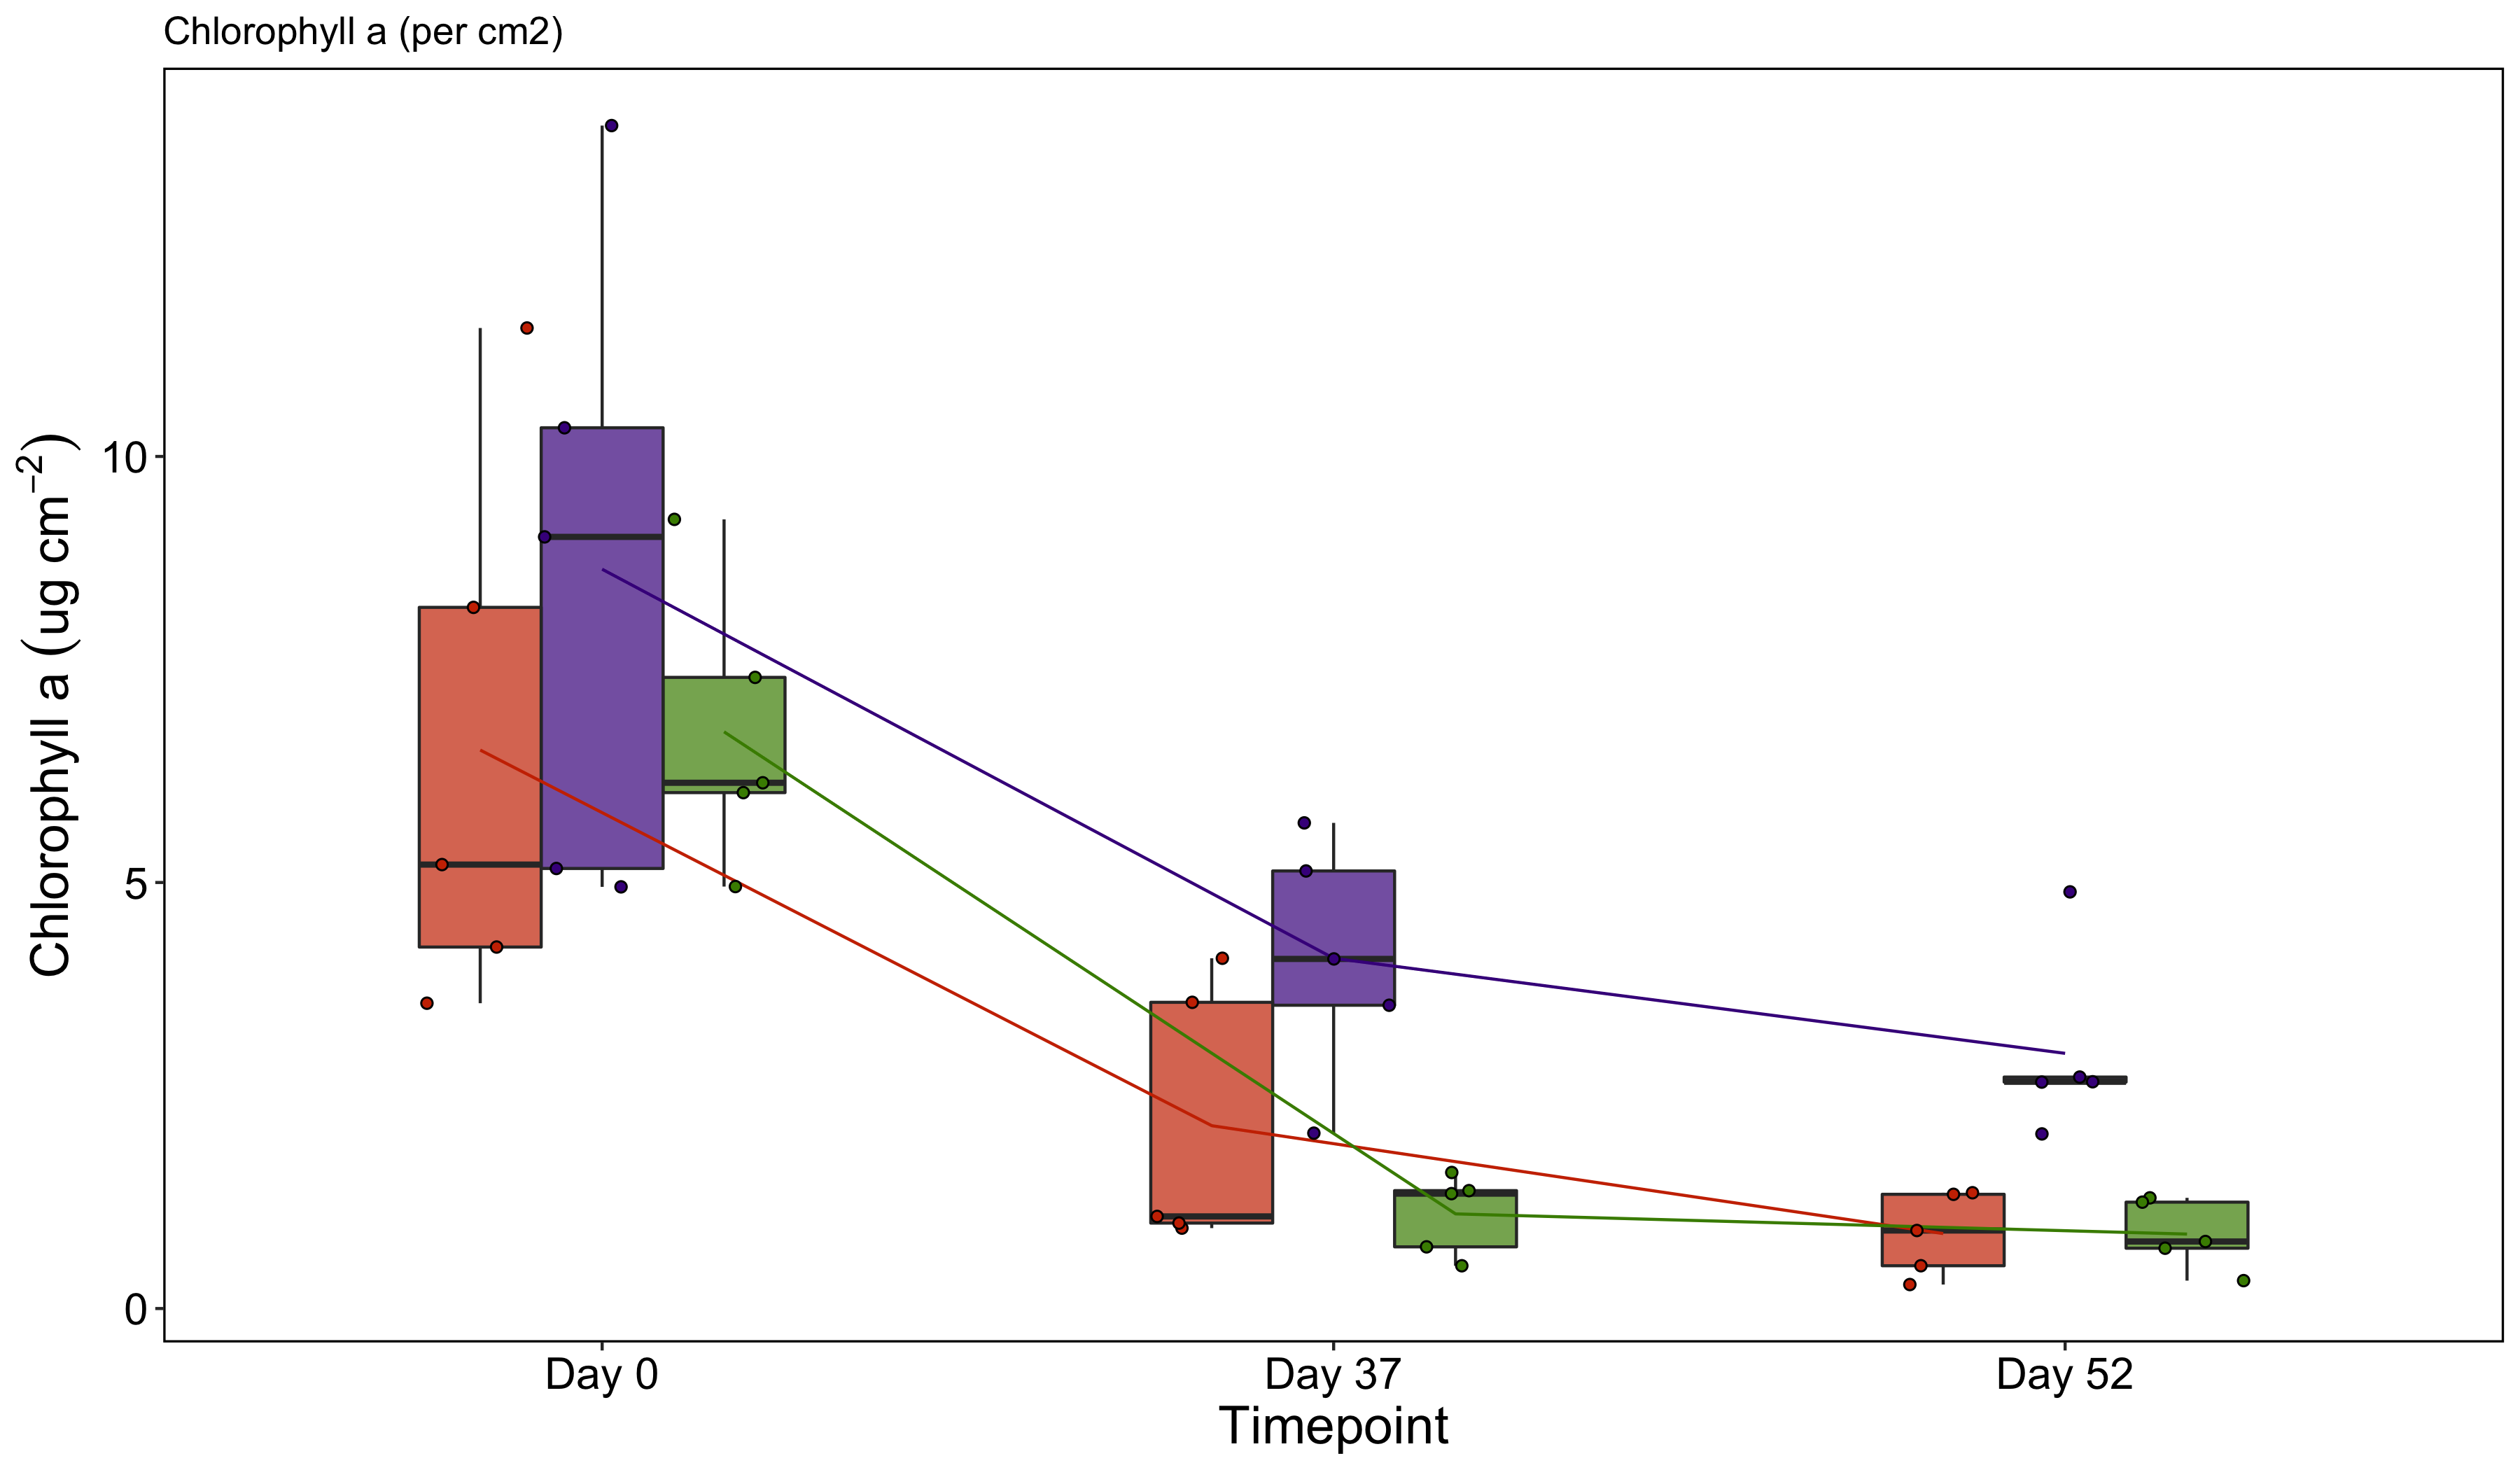 Chlorophyll a (per cm2)
Chlorophyll a (ug cm⁻²)
10
5
0
Day 0
Day 37
Day 52
Timepoint